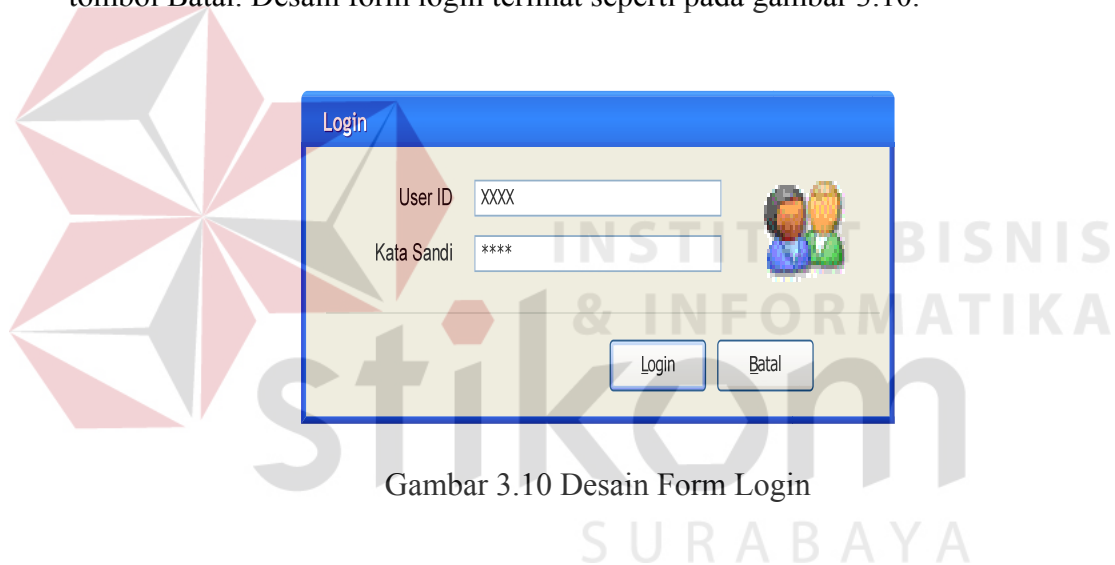 tombol Batal. Desain form login terlihat seperti pada gambar 3.10.
Login
User ID XXXX
Kata Sandi ****
INSTITUT BISNIS
& INFORMATIKA
Login Batal
stikom
Gambar 3.10 Desain Form Login
SURABAYA